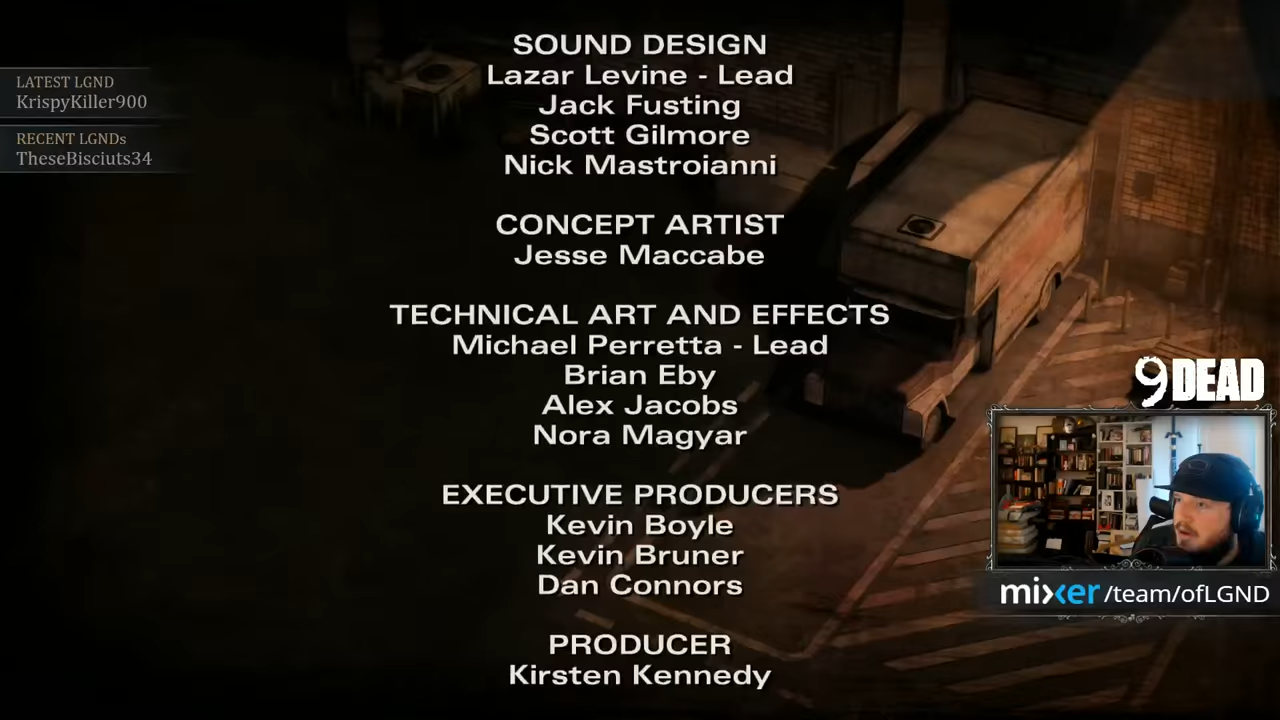 LATEST LGND
KrispyKiller900
RECENT LGNDs
TheseBisciuts34
SOUND DESIGN
Lazar Levine - Lead
Jack Fusting
Scott Gilmore
Nick Mastroianni
CONCEPT ARTIST
Jesse Maccabe
TECHNICAL ART AND EFFECTS
Michael Perretta - Lead
Brian Eby
Alex Jacobs
Nora Magyar
EXECUTIVE PRODUCERS
Kevin Boyle
Kevin Bruner
Dan Connors
PRODUCER
Kirsten Kennedy
9 DEAD
mixer /team/ofLGND